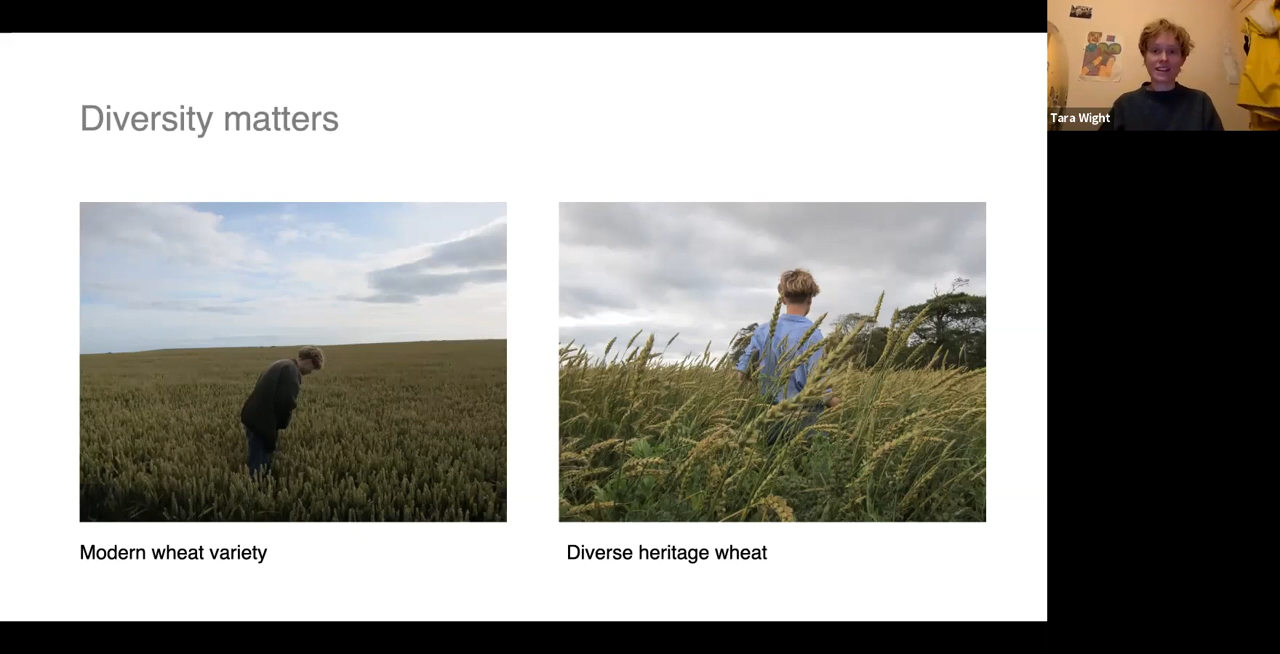 Diversity matters
Tara Wight
Modern wheat variety
Diverse heritage wheat